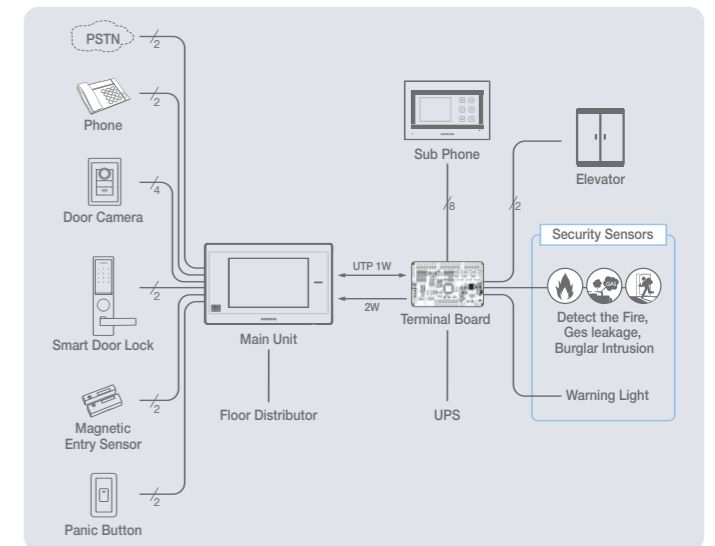 PSTN
2
Phone
2
Door Camera
4
Smart Door Lock
2
Magnetic
Entry Sensor
2
Panic Button
2
Main Unit
Floor Distributor
UTP 1W
2W
Sub Phone
8
Terminal Board
UPS
Elevator
2
Security Sensors
GAS
Detect the Fire,
Ges leakage,
Burglar Intrusion
Warning Light